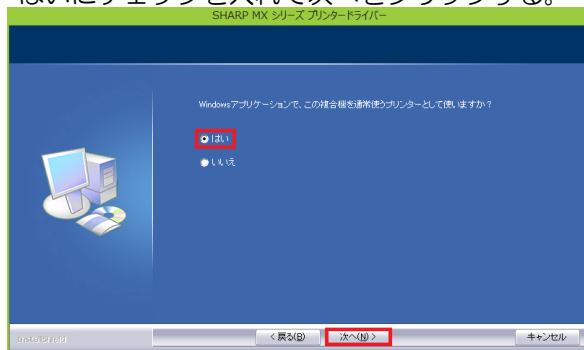 はいにチェックを入れて次へをクリックする。
SHARP MX シリーズ プリンタードライバー
Windowsアプリケーションで、この複合機を通常使うプリンターとして使いますか？
はい
いいえ
InstallShield
< 戻る(B)
次へ(N) >
キャンセル